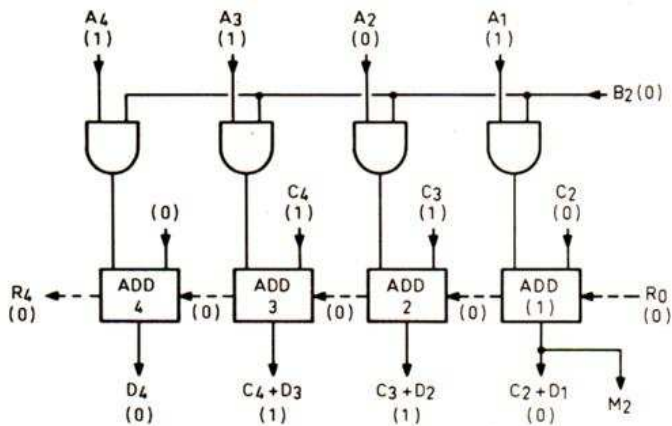 A4 A3 A2 A1
(1) (1) (0) (1)
B2 (0)
C4 C3 C2
(0) (1) (1) (0)
R4 ADD ADD ADD ADD R0
(0) 4 (0) 3 (0) 2 (0) (1) (0)
D4 C4+D3 C3+D2 C2+D1 M2
(0) (1) (1) (0)